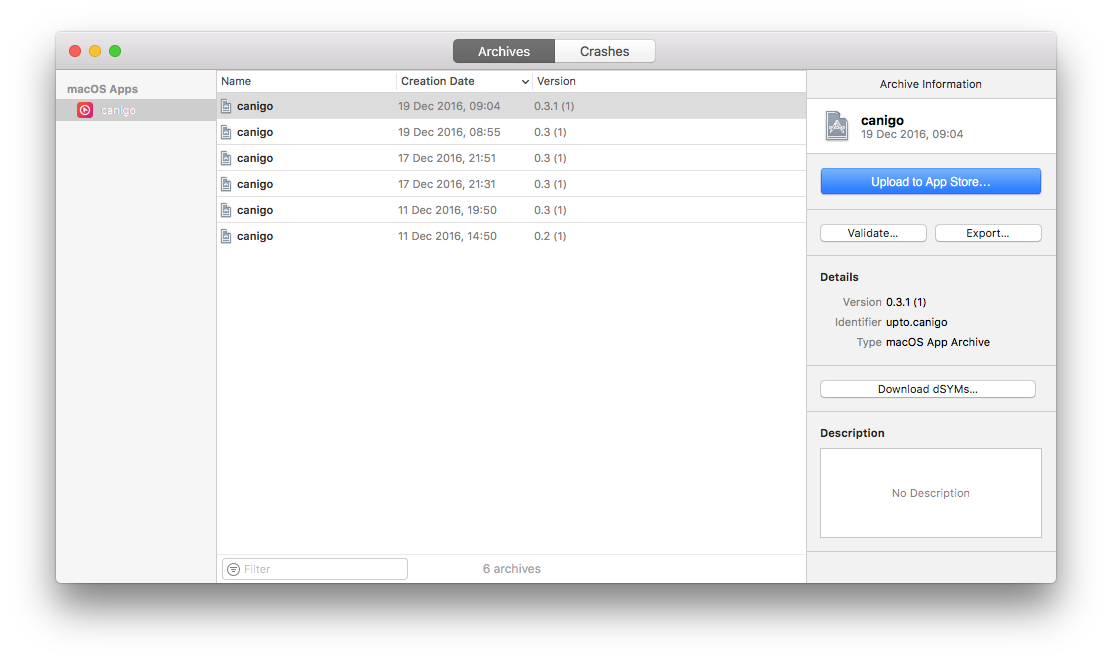 Archives Crashes
macOS Apps
canigo
Name Creation Date Version
canigo 19 Dec 2016, 09:04 0.3.1 (1)
canigo 19 Dec 2016, 08:55 0.3 (1)
canigo 17 Dec 2016, 21:51 0.3 (1)
canigo 17 Dec 2016, 21:31 0.3 (1)
canigo 11 Dec 2016, 19:50 0.3 (1)
canigo 11 Dec 2016, 14:50 0.2 (1)
Filter 6 archives
Archive Information
canigo
19 Dec 2016, 09:04
Upload to App Store...
Validate... Export...
Details
Version 0.3.1 (1)
Identifier upto.canigo
Type macOS App Archive
Download dSYMs...
Description
No Description